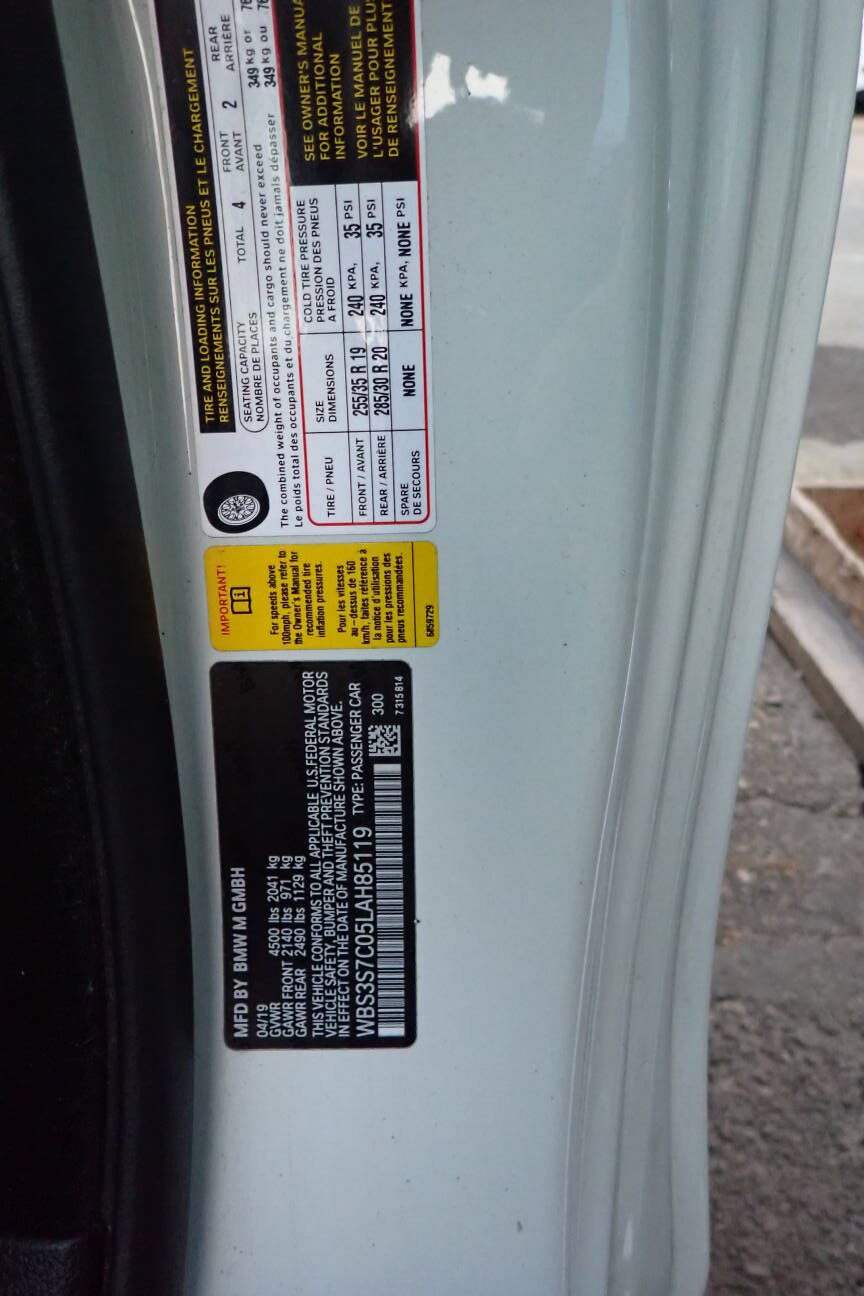 MFD BY BMW M GMBH
04/19
GVWR 4500 lbs 2041 kg
GAWR FRONT 2140 lbs 971 kg
GAWR REAR 2490 lbs 1129 kg
THIS VEHICLE CONFORMS TO ALL APPLICABLE U.S.FEDERAL MOTOR
VEHICLE SAFETY, BUMPER AND THEFT PREVENTION STANDARDS
IN EFFECT ON THE DATE OF MANUFACTURE SHOWN ABOVE.
WBS3S7C05LAH85119 TYPE: PASSENGER CAR
300
7 315 814
IMPORTANT!
For speeds above
100mph, please refer to
the Owner's Manual for
recommended tire
inflation pressures.
Pour les vitesses
au-dessus de 160
km/h, faites référence à
la notice d'utilisation
pour les pressions des
pneus recommandées.
6859729
TIRE AND LOADING INFORMATION
RENSEIGNEMENTS SUR LES PNEUS ET LE CHARGEMENT
SEATING CAPACITY
NOMBRE DE PLACES
TOTAL 4
FRONT
AVANT 2
REAR
ARRIÈRE
The combined weight of occupants and cargo should never exceed 349 kg or 76
Le poids total des occupants et du chargement ne doit jamais dépasser 349 kg ou 76
TIRE / PNEU
SIZE
DIMENSIONS
COLD TIRE PRESSURE
PRESSION DES PNEUS
A FROID
FRONT / AVANT 255/35 R 19 240 KPA, 35 PSI
REAR / ARRIÈRE 285/30 R 20 240 KPA, 35 PSI
SPARE
DE SECOURS
NONE NONE KPA, NONE PSI
SEE OWNER'S MANUA
FOR ADDITIONAL
INFORMATION
VOIR LE MANUEL DE
L'USAGER POUR PLU
DE RENSEIGNEMENT